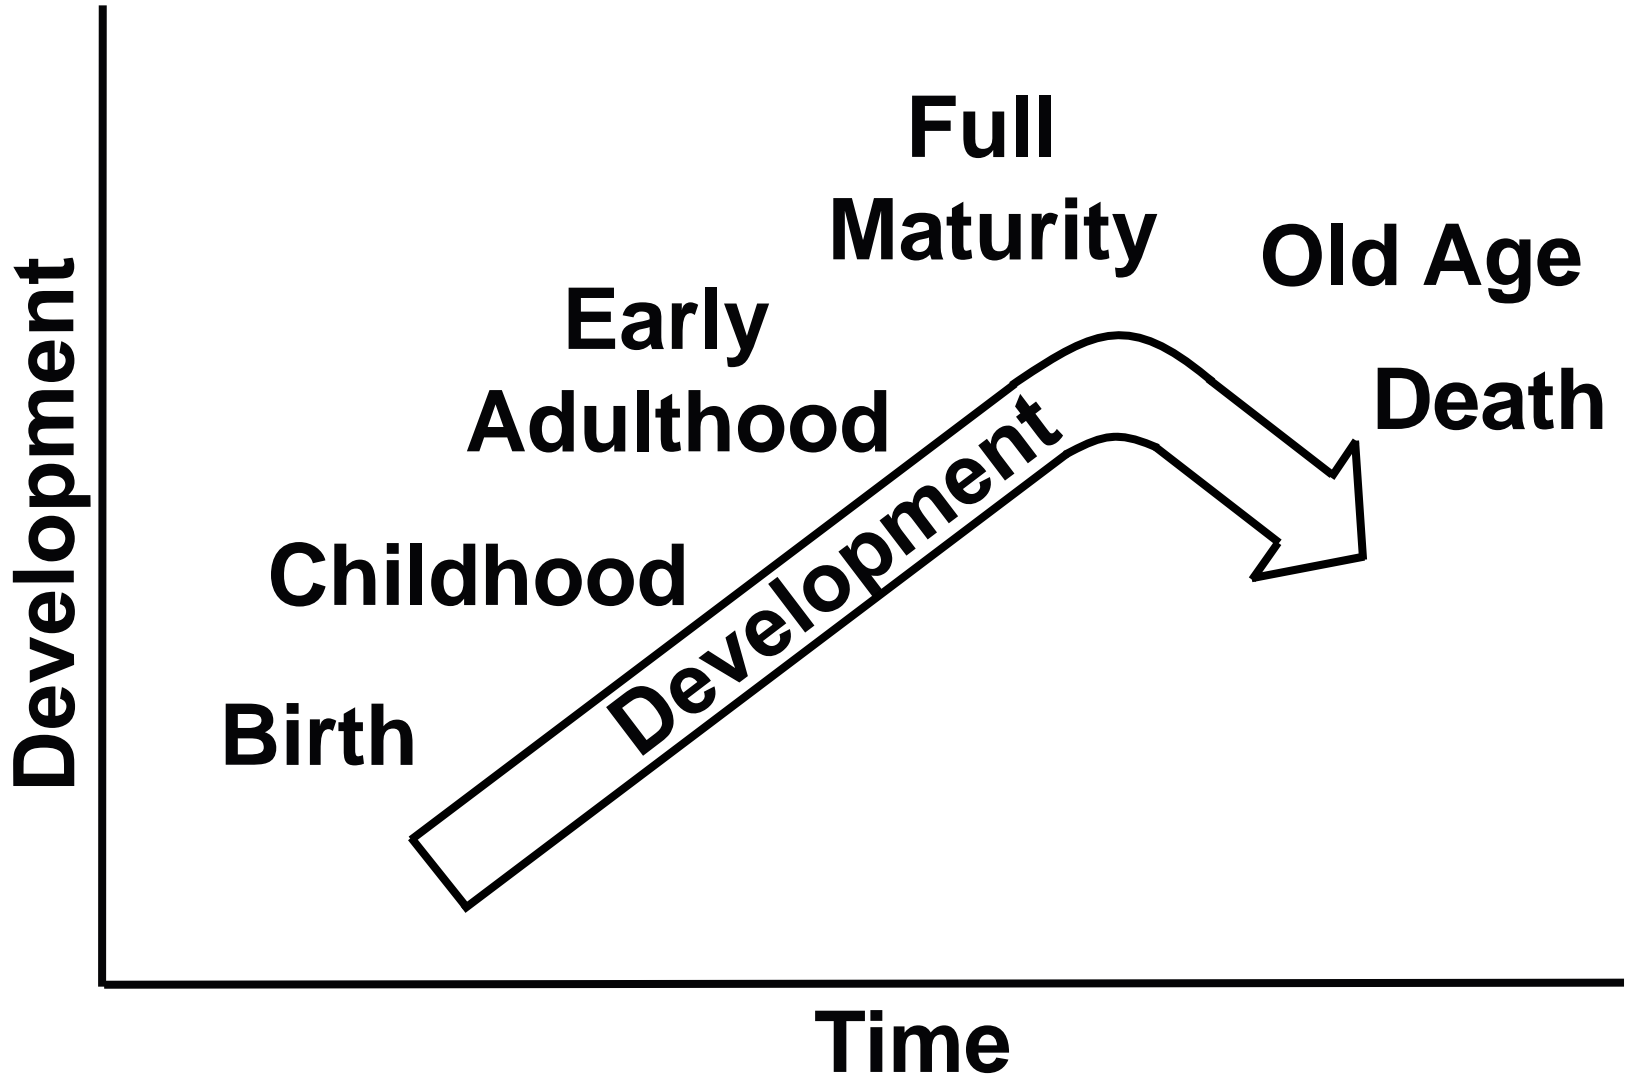 Full
Maturity
Old Age
Early
Adulthood
Death
Childhood
Birth
Development
Development
Time